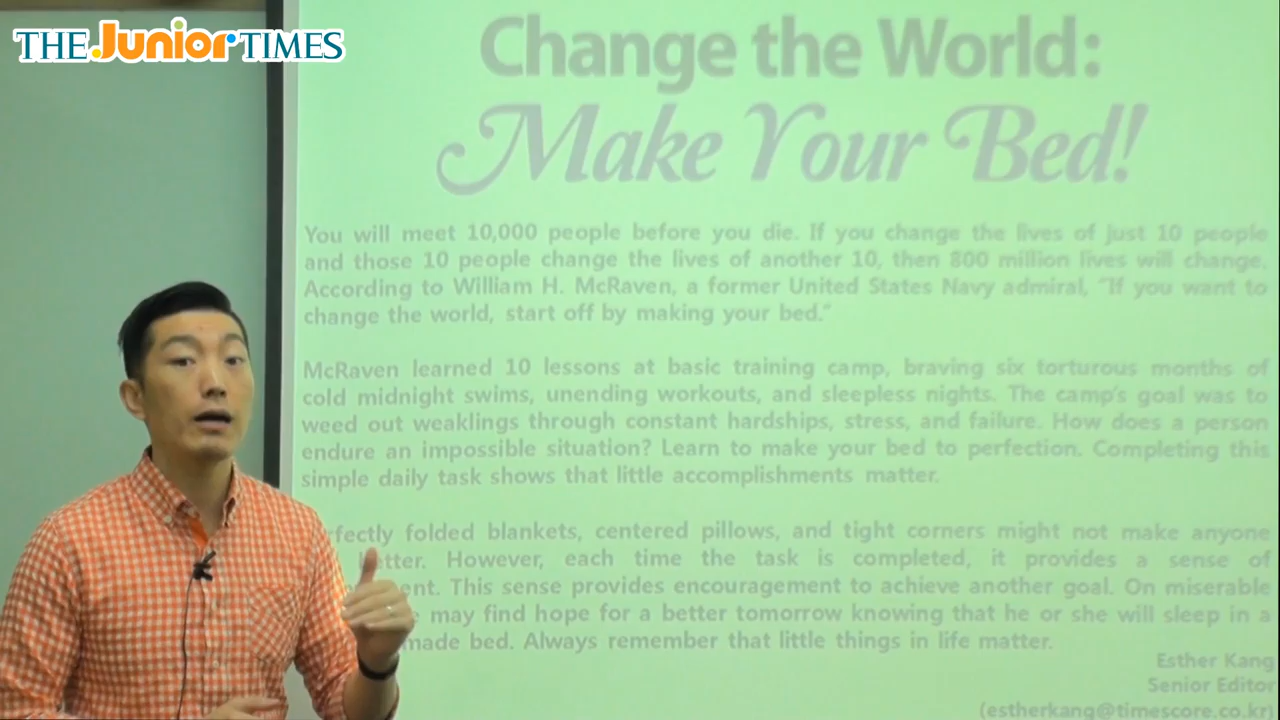 THE Junior TIMES
Change the World:
Make Your Bed!
You will meet 10,000 people before you die. If you change the lives of just 10 people
and those 10 people change the lives of another 10, then 800 million lives will change.
According to William H. McRaven, a former United States Navy admiral, "If you want to
change the world, start off by making your bed."
McRaven learned 10 lessons at basic training camp, braving six torturous months of
cold midnight swims, unending workouts, and sleepless nights. The camp's goal was to
weed out weaklings through constant hardships, stress, and failure. How does a person
endure an impossible situation? Learn to make your bed to perfection. Completing this
simple daily task shows that little accomplishments matter.
folded blankets, centered pillows, and tight corners might not make anyone
However, each time the task is completed, it provides a sense of
This sense provides encouragement to achieve another goal. On miserable
may find hope for a better tomorrow knowing that he or she will sleep in a
made bed. Always remember that little things in life matter.
Esther Kang
Senior Editor
(estherkang@timescore.co.kr)